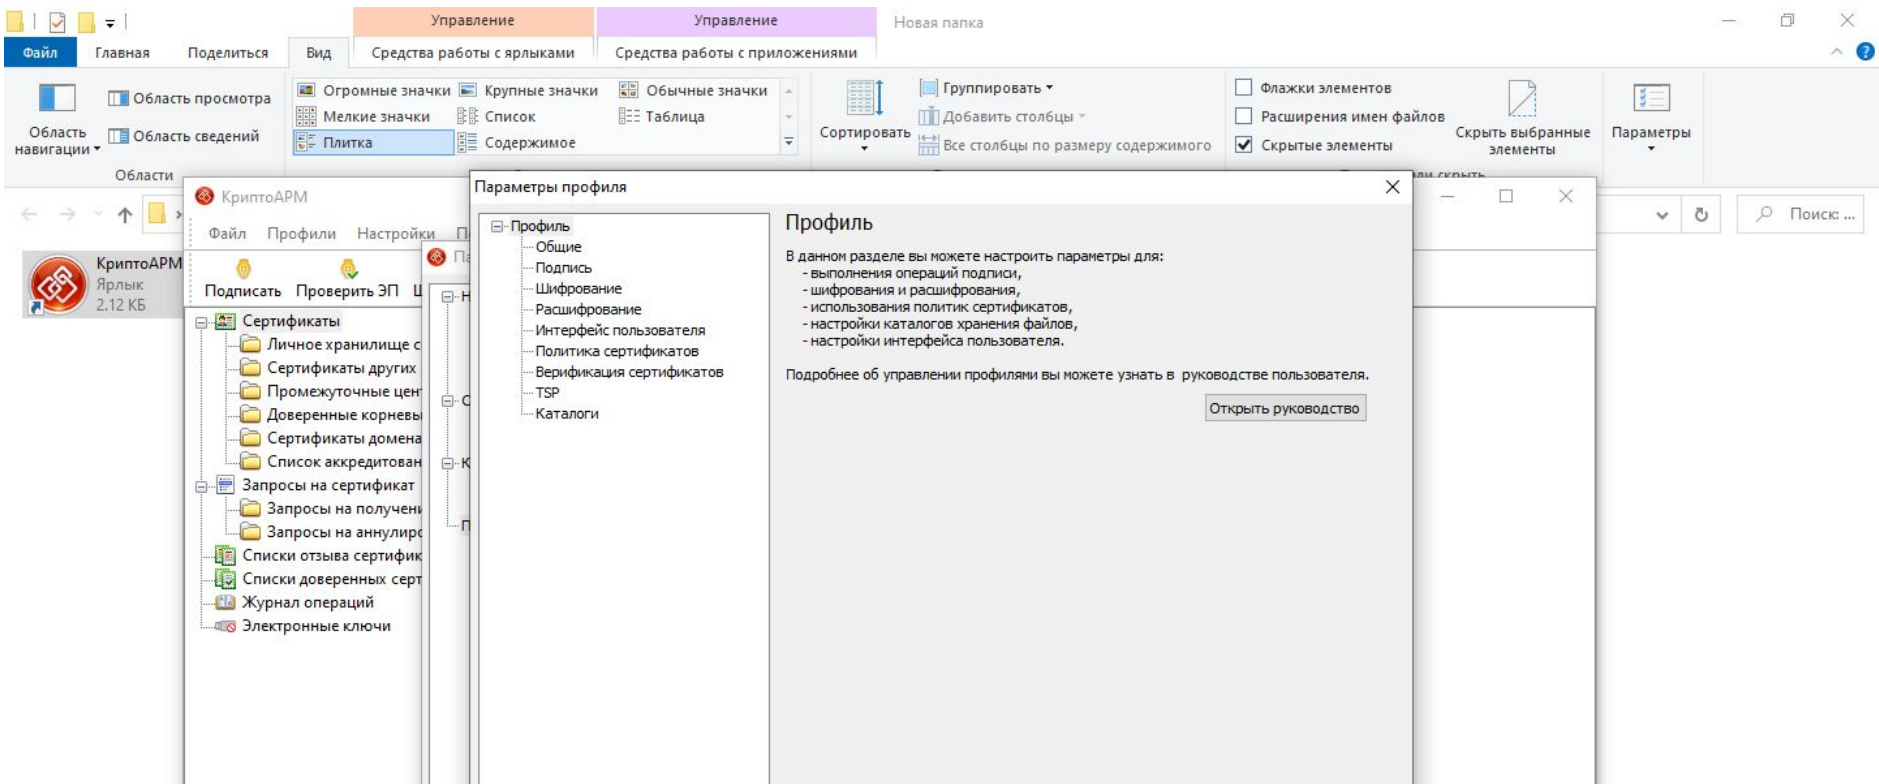 Управление
Управление
Новая папка
Файл
Главная
Поделиться
Вид
Средства работы с ярлыками
Средства работы с приложениями
Область навигации
Область просмотра
Область сведений
Области
Огромные значки
Крупные значки
Обычные значки
Мелкие значки
Список
Таблица
Плитка
Содержимое
Сортировать
Группировать
Добавить столбцы
Все столбцы по размеру содержимого
Флажки элементов
Расширения имен файлов
Скрытые элементы
Скрыть выбранные элементы
Параметры
Поиск: ...
КриптоАРМ
Ярлык
2.12 КБ
КриптоАРМ
Файл
Профили
Настройки
Подписать
Проверить ЭП
Сертификаты
Личное хранилище с
Сертификаты других
Промежуточные цен
Доверенные корневы
Сертификаты домена
Список аккредитован
Запросы на сертификат
Запросы на получени
Запросы на аннулиро
Списки отзыва сертифик
Списки доверенных серт
Журнал операций
Электронные ключи
Параметры профиля
Профиль
Общие
Подпись
Шифрование
Расшифрование
Интерфейс пользователя
Политика сертификатов
Верификация сертификатов
TSP
Каталоги
Профиль
В данном разделе вы можете настроить параметры для:
- выполнения операций подписи,
- шифрования и расшифрования,
- использования политик сертификатов,
- настройки каталогов хранения файлов,
- настройки интерфейса пользователя.
Подробнее об управлении профилями вы можете узнать в руководстве пользователя.
Открыть руководство